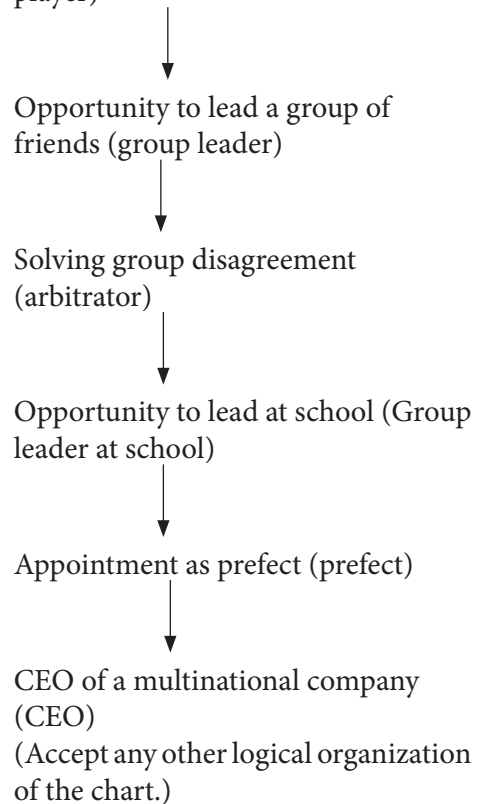 player)
Opportunity to lead a group of
friends (group leader)
Solving group disagreement
(arbitrator)
Opportunity to lead at school (Group
leader at school)
Appointment as prefect (prefect)
CEO of a multinational company
(CEO)
(Accept any other logical organization
of the chart.)